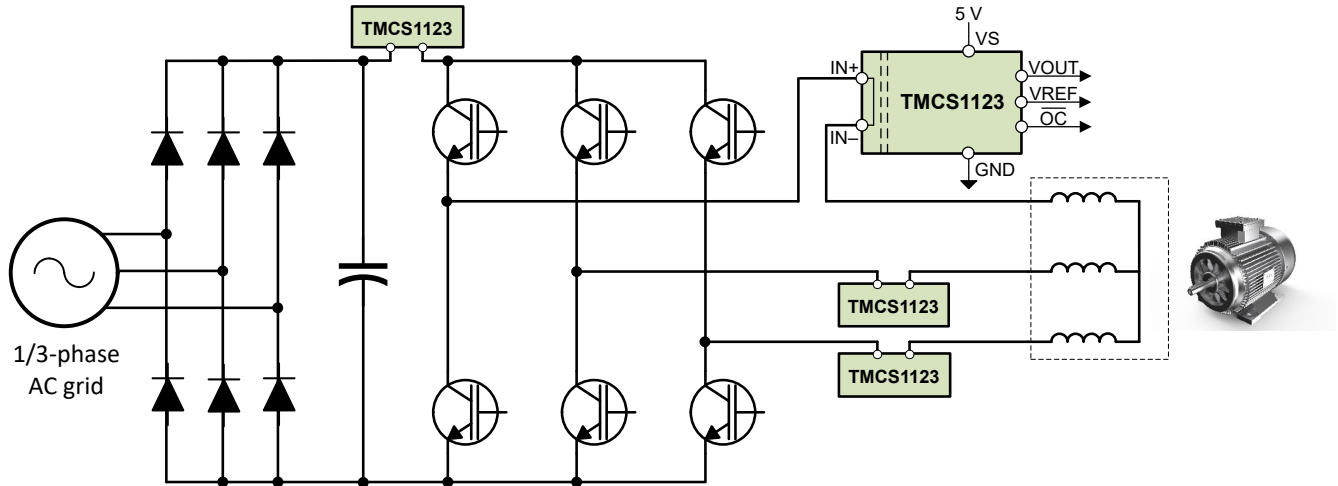 TMCS1123
5 V
VS
IN+
TMCS1123
VOUT
VREF
OC
IN–
GND
TMCS1123
TMCS1123
1/3-phase
AC grid